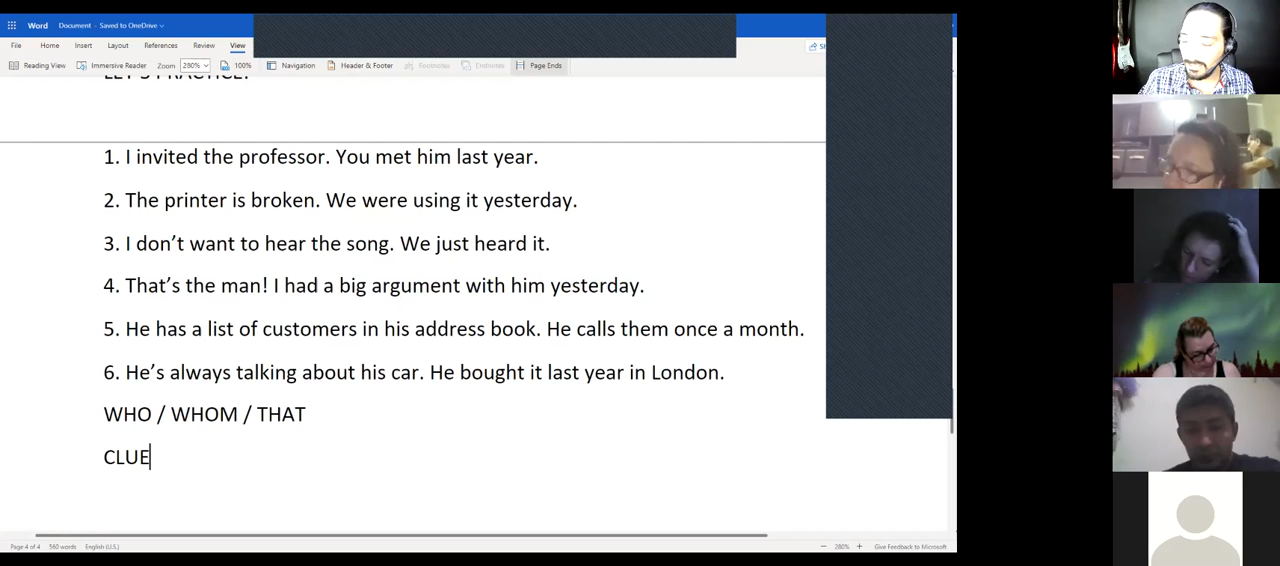 Word Document - Saved to OneDrive
File Home Insert Layout References Review View
Reading View Immersive Reader Zoom 280% 100% Navigation Header & Footer Footnotes Endnotes Page Ends
LET'S PRACTICE!
1. I invited the professor. You met him last year.
2. The printer is broken. We were using it yesterday.
3. I don’t want to hear the song. We just heard it.
4. That’s the man! I had a big argument with him yesterday.
5. He has a list of customers in his address book. He calls them once a month.
6. He’s always talking about his car. He bought it last year in London.
WHO / WHOM / THAT
CLUE
Page 4 of 4 560 words English (U.S.) − 280% + Give Feedback to Microsoft